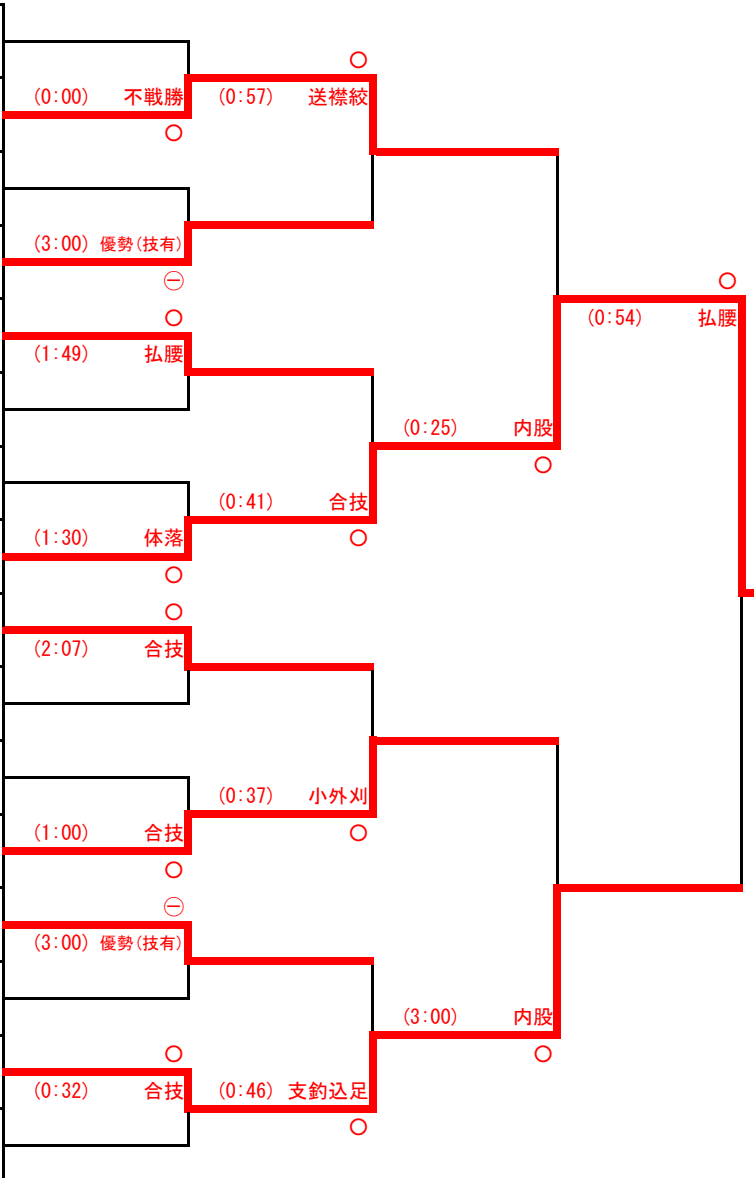 ○
(0:00) 不戦勝
(0:57) 送襟絞
○
(3:00) 優勢(技有)
㊀
○
○
(1:49) 払腰
(0:54) 払腰
(0:25) 内股
○
(0:41) 合技
(1:30) 体落
○
○
○
(2:07) 合技
(0:37) 小外刈
(1:00) 合技
○
○
㊀
(3:00) 優勢(技有)
(3:00) 内股
○
○
(0:32) 合技
(0:46) 支釣込足
○